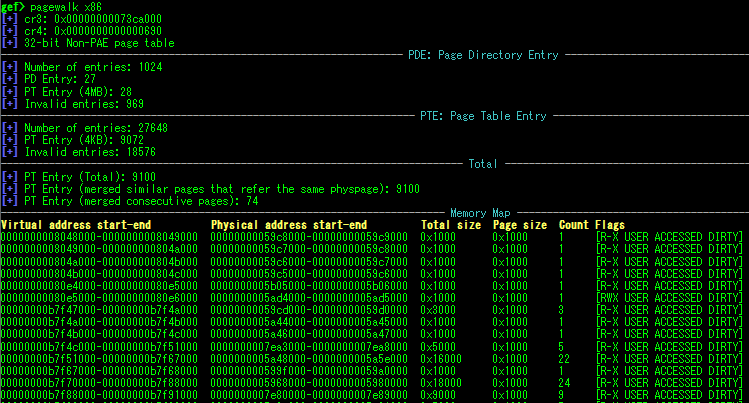 gef> pagewalk x86
[+] cr3: 0x00000000073ca000
[+] cr4: 0x0000000000000690
[+] 32-bit Non-PAE page table
PDE: Page Directory Entry
[+] Number of entries: 1024
[+] PD Entry: 27
[+] PT Entry (4MB): 28
[+] Invalid entries: 969
PTE: Page Table Entry
[+] Number of entries: 27648
[+] PT Entry (4KB): 9072
[+] Invalid entries: 18576
Total
[+] PT Entry (Total): 9100
[+] PT Entry (merged similar pages that refer the same physpage): 9100
[+] PT Entry (merged consecutive pages): 74
Memory Map
Virtual address start-end Physical address start-end Total size Page size Count Flags
0000000008048000-0000000008049000 00000000059c8000-00000000059c9000 0x1000 0x1000 1 [R-X USER ACCESSED DIRTY]
0000000008049000-000000000804a000 00000000059c7000-00000000059c8000 0x1000 0x1000 1 [R-X USER ACCESSED DIRTY]
000000000804a000-000000000804b000 00000000059c6000-00000000059c7000 0x1000 0x1000 1 [R-X USER ACCESSED DIRTY]
000000000804b000-000000000804c000 00000000059c5000-00000000059c6000 0x1000 0x1000 1 [R-X USER ACCESSED DIRTY]
00000000080e4000-00000000080e5000 0000000005b05000-0000000005b06000 0x1000 0x1000 1 [R-X USER ACCESSED DIRTY]
00000000080e5000-00000000080e6000 0000000005ad4000-0000000005ad5000 0x1000 0x1000 1 [RWX USER ACCESSED DIRTY]
00000000b7f47000-00000000b7f4a000 00000000059cd000-00000000059d0000 0x3000 0x1000 3 [R-X USER ACCESSED DIRTY]
00000000b7f4a000-00000000b7f4b000 0000000005a44000-0000000005a45000 0x1000 0x1000 1 [R-X USER ACCESSED DIRTY]
00000000b7f4b000-00000000b7f4c000 0000000005a46000-0000000005a47000 0x1000 0x1000 1 [R-X USER ACCESSED DIRTY]
00000000b7f4c000-00000000b7f51000 0000000007ea3000-0000000007ea8000 0x5000 0x1000 5 [R-X USER ACCESSED DIRTY]
00000000b7f51000-00000000b7f67000 0000000005a48000-0000000005a5e000 0x16000 0x1000 22 [R-X USER ACCESSED DIRTY]
00000000b7f67000-00000000b7f68000 000000000599f000-00000000059a0000 0x1000 0x1000 1 [R-X USER ACCESSED DIRTY]
00000000b7f70000-00000000b7f88000 0000000005968000-0000000005980000 0x18000 0x1000 24 [R-X USER ACCESSED DIRTY]
00000000b7f88000-00000000b7f91000 0000000007e80000-0000000007e89000 0x9000 0x1000 9 [R-X USER ACCESSED DIRTY]